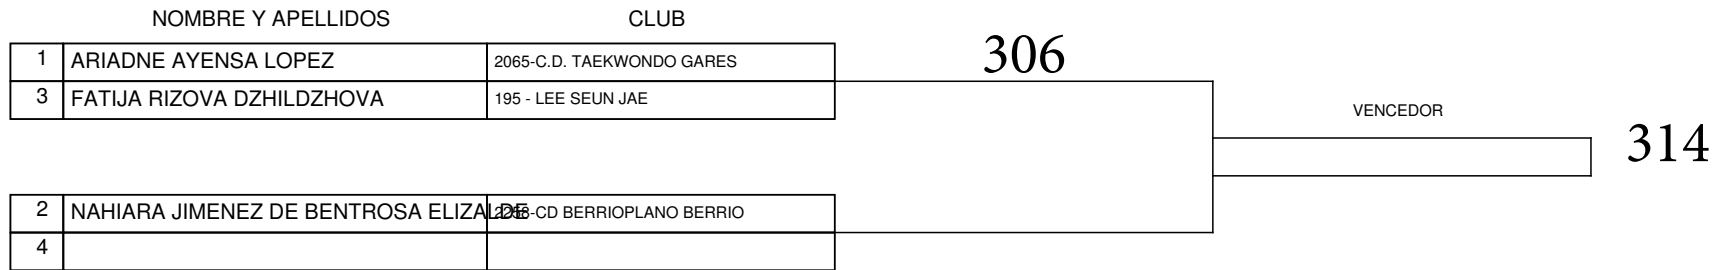 NOMBRE Y APELLIDOS CLUB
1 ARIADNE AYENSA LOPEZ 2065-C.D. TAEKWONDO GARES 306
3 FATIJA RIZOVA DZHILDZHOVA 195 - LEE SEUN JAE
VENCEDOR
314
2 NAHIARA JIMENEZ DE BENTROSA ELIZALDE CD BERRIOPLANO BERRIO
4